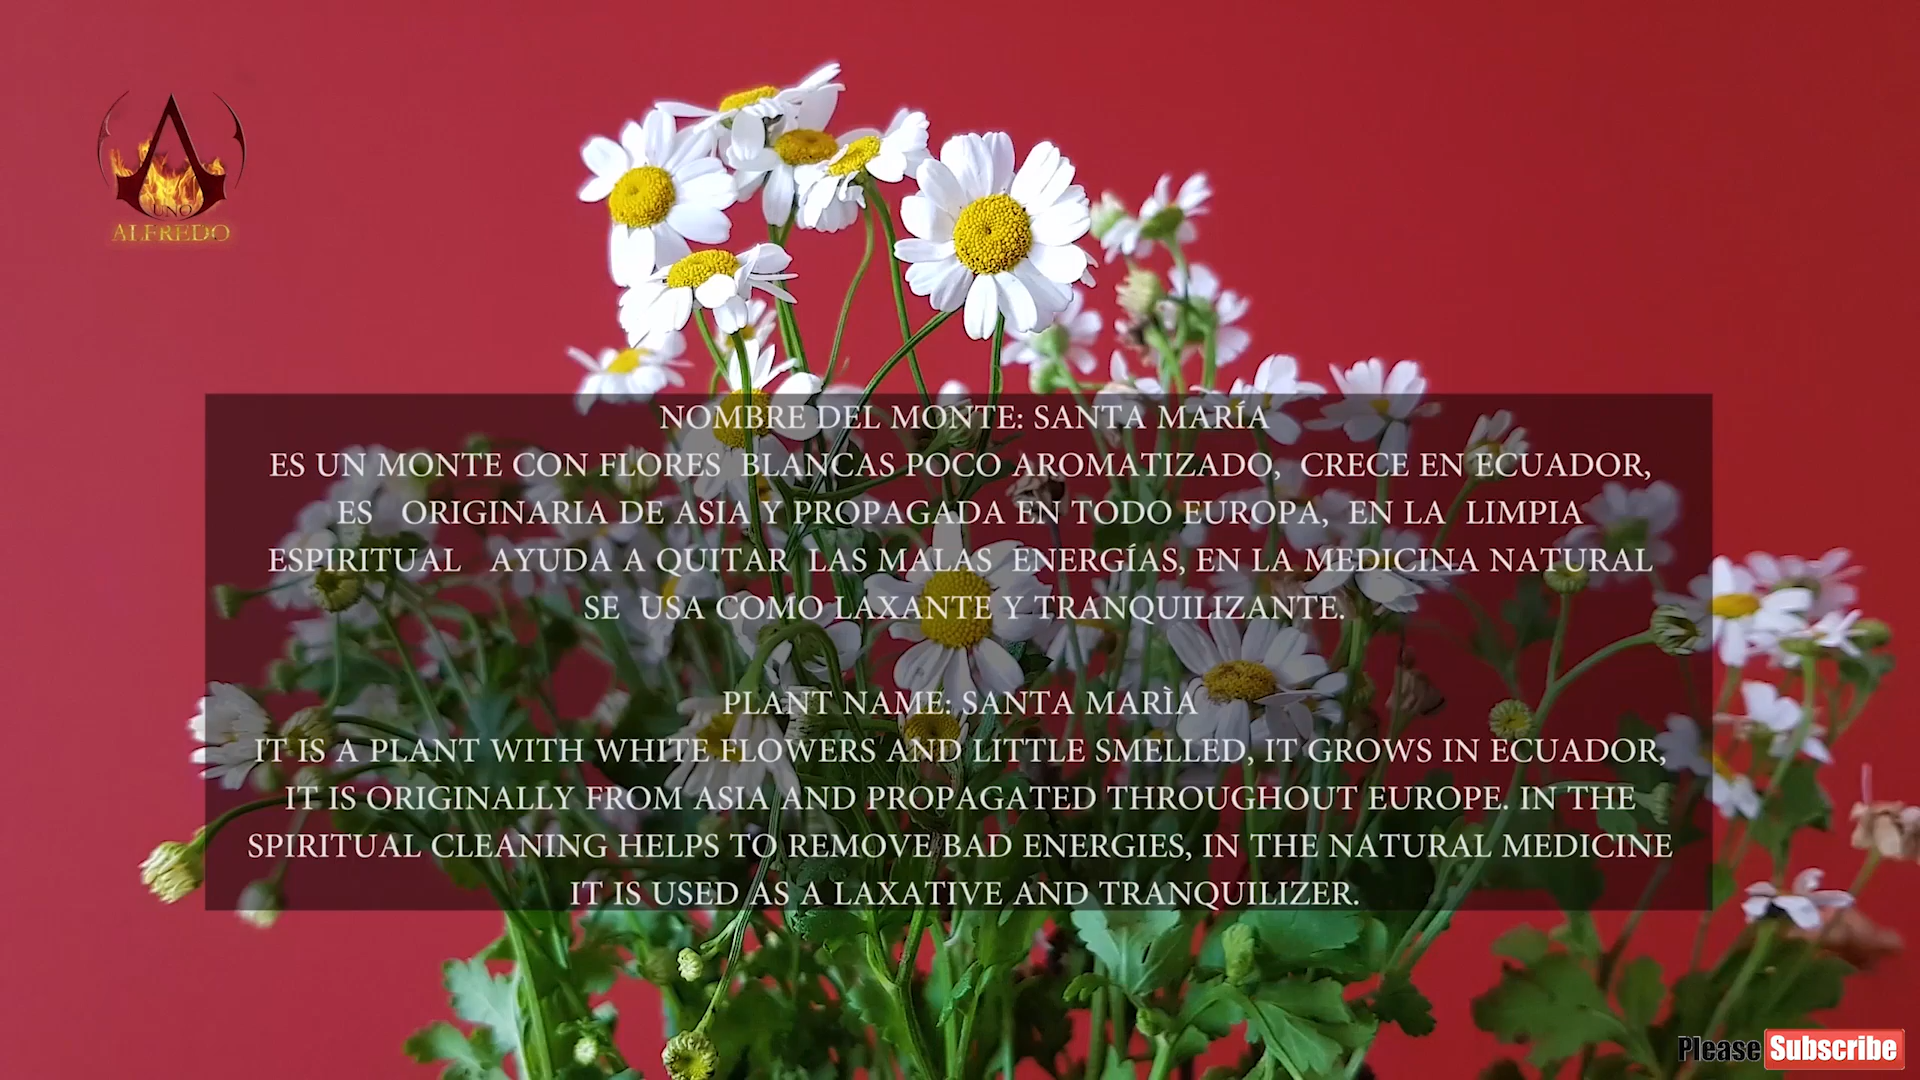 UNO
ALFREDO
NOMBRE DEL MONTE: SANTA MARÍA
ES UN MONTE CON FLORES BLANCAS POCO AROMATIZADO, CRECE EN ECUADOR,
ES ORIGINARIA DE ASIA Y PROPAGADA EN TODO EUROPA, EN LA LIMPIA
ESPIRITUAL AYUDA A QUITAR LAS MALAS ENERGÍAS, EN LA MEDICINA NATURAL
SE USA COMO LAXANTE Y TRANQUILIZANTE.
PLANT NAME: SANTA MARÌA
IT IS A PLANT WITH WHITE FLOWERS AND LITTLE SMELLED, IT GROWS IN ECUADOR,
IT IS ORIGINALLY FROM ASIA AND PROPAGATED THROUGHOUT EUROPE. IN THE
SPIRITUAL CLEANING HELPS TO REMOVE BAD ENERGIES, IN THE NATURAL MEDICINE
IT IS USED AS A LAXATIVE AND TRANQUILIZER.
Please Subscribe